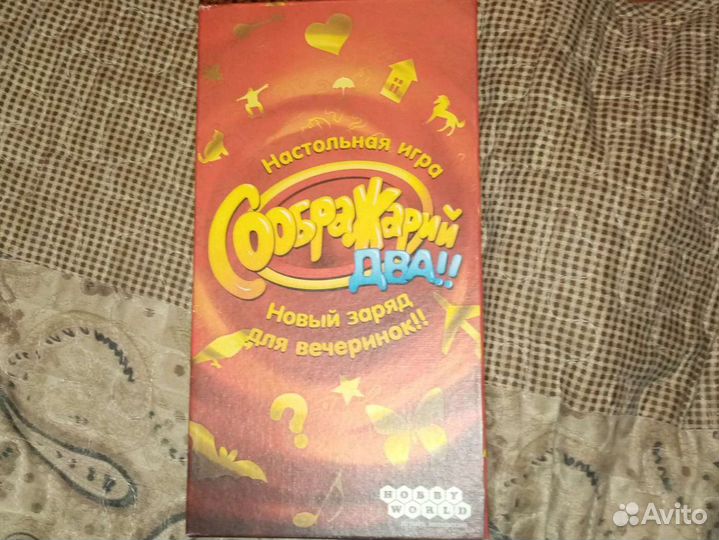 Настольная игра
Соображарий
ДВА!!
Новый заряд
для вечеринок!!
HOBBY
WORLD
Avito